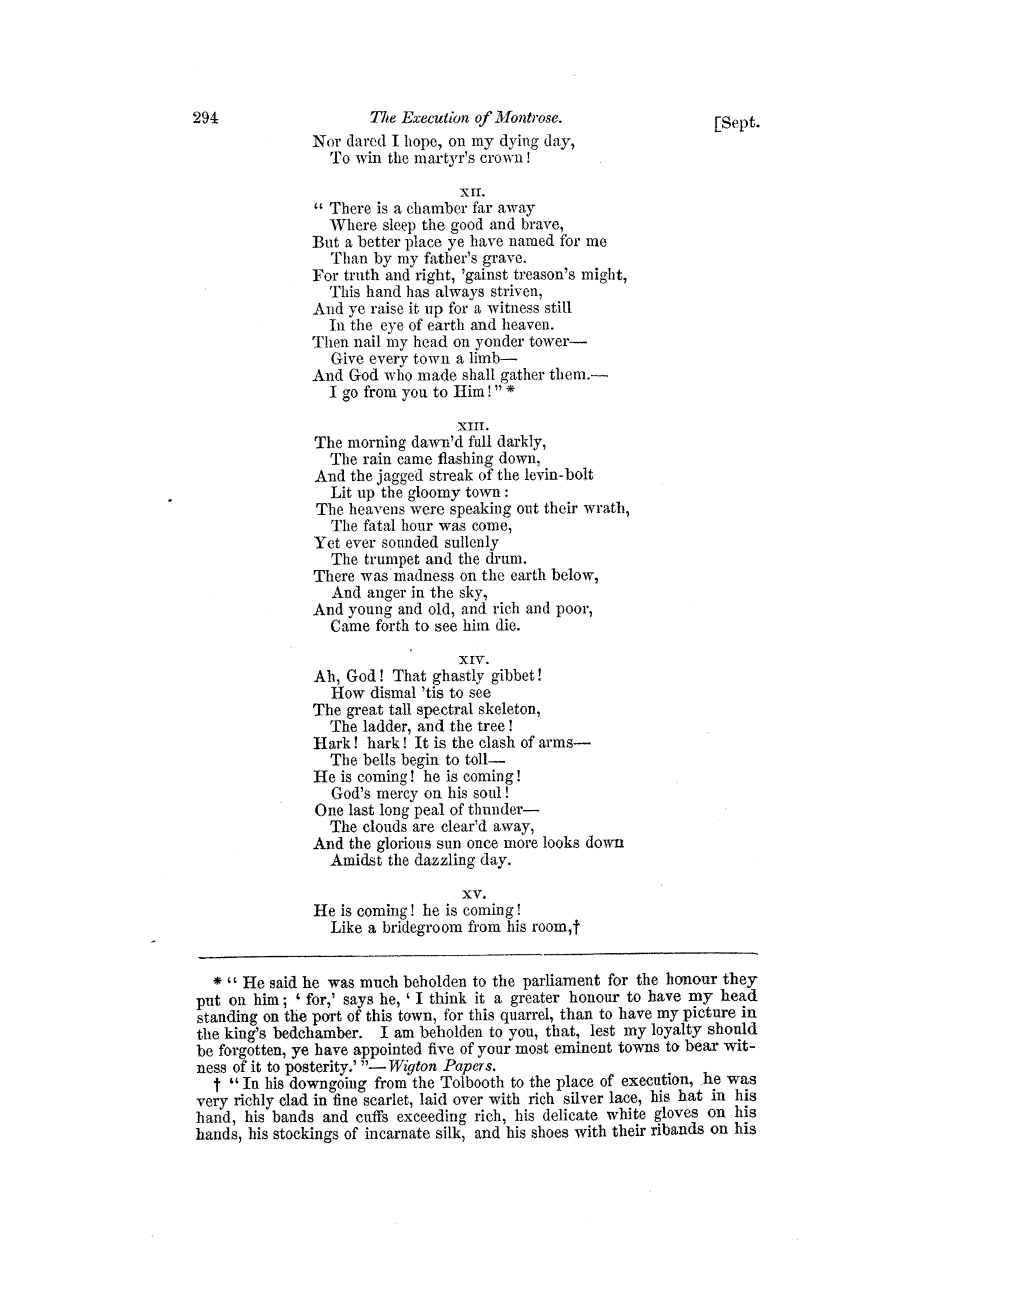 294 The Execution of Montrose. [Sept.
Nor dared I hope, on my dying day,
To win the martyr's crown!
XII.
“ There is a chamber far away
Where sleep the good and brave,
But a better place ye have named for me
Than by my father's grave.
For truth and right, 'gainst treason's might,
This hand has always striven,
And ye raise it up for a witness still
In the eye of earth and heaven.
Then nail my head on yonder tower—
Give every town a limb—
And God who made shall gather them.—
I go from you to Him!” *
XIII.
The morning dawn'd full darkly,
The rain came flashing down,
And the jagged streak of the levin-bolt
Lit up the gloomy town:
The heavens were speaking out their wrath,
The fatal hour was come,
Yet ever sounded sullenly
The trumpet and the drum.
There was madness on the earth below,
And anger in the sky,
And young and old, and rich and poor,
Came forth to see him die.
XIV.
Ah, God! That ghastly gibbet!
How dismal 'tis to see
The great tall spectral skeleton,
The ladder, and the tree!
Hark! hark! It is the clash of arms—
The bells begin to toll—
He is coming! he is coming!
God's mercy on his soul!
One last long peal of thunder—
The clouds are clear'd away,
And the glorious sun once more looks down
Amidst the dazzling day.
XV.
He is coming! he is coming!
Like a bridegroom from his room,†
* “ He said he was much beholden to the parliament for the honour they
put on him; ‘ for,’ says he, ‘ I think it a greater honour to have my head
standing on the port of this town, for this quarrel, than to have my picture in
the king's bedchamber. I am beholden to you, that, lest my loyalty should
be forgotten, ye have appointed five of your most eminent towns to bear wit-
ness of it to posterity.’ ”—Wigton Papers.
† “ In his downgoing from the Tolbooth to the place of execution, he was
very richly clad in fine scarlet, laid over with rich silver lace, his hat in his
hand, his bands and cuffs exceeding rich, his delicate white gloves on his
hands, his stockings of incarnate silk, and his shoes with their ribands on his